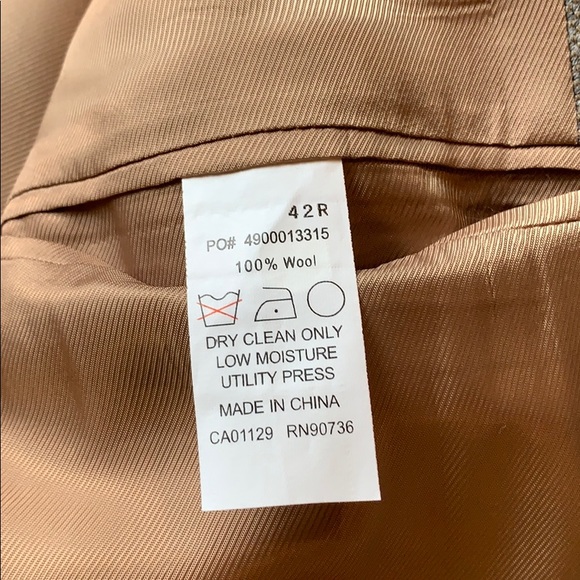 42R
PO# 4900013315
100% Wool
DRY CLEAN ONLY
LOW MOISTURE
UTILITY PRESS
MADE IN CHINA
CA01129 RN90736